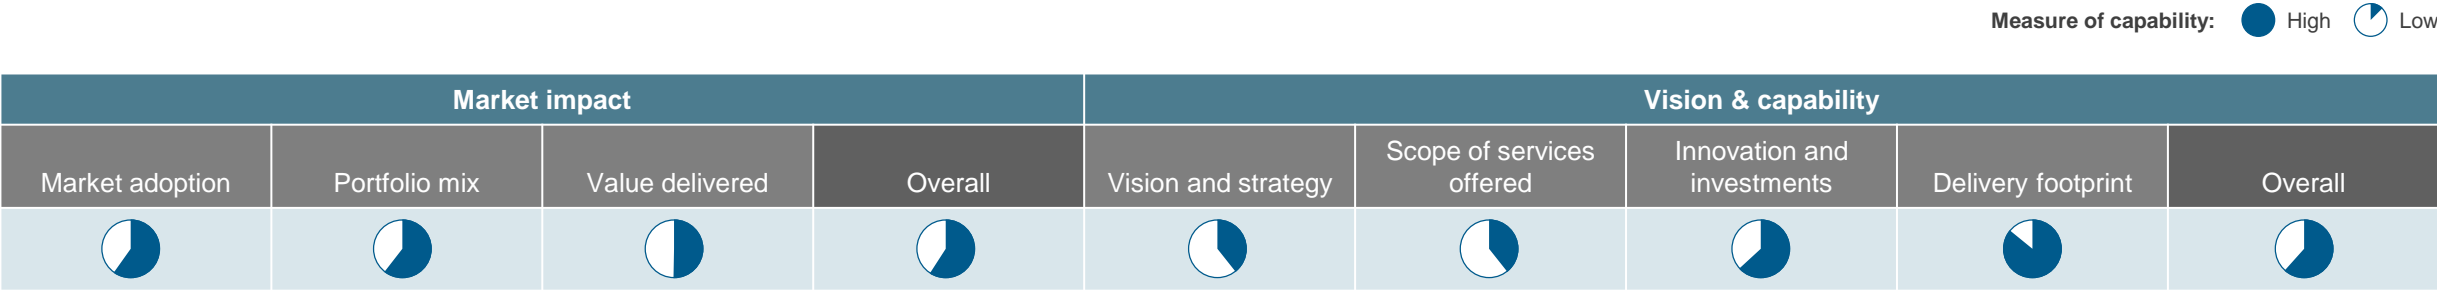 Measure of capability: High Low
Market impact Vision & capability
Market adoption Portfolio mix Value delivered Overall Vision and strategy Scope of services offered Innovation and investments Delivery footprint Overall